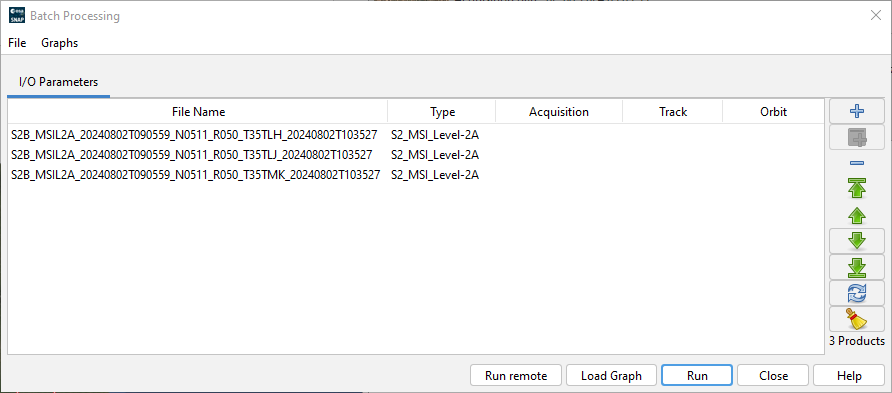 esa
SNAP
Batch Processing
File Graphs
I/O Parameters
File Name Type Acquisition Track Orbit
S2B_MSIL2A_20240802T090559_N0511_R050_T35TLH_20240802T103527 S2_MSI_Level-2A
S2B_MSIL2A_20240802T090559_N0511_R050_T35TLJ_20240802T103527 S2_MSI_Level-2A
S2B_MSIL2A_20240802T090559_N0511_R050_T35TMK_20240802T103527 S2_MSI_Level-2A
3 Products
Run remote Load Graph Run Close Help